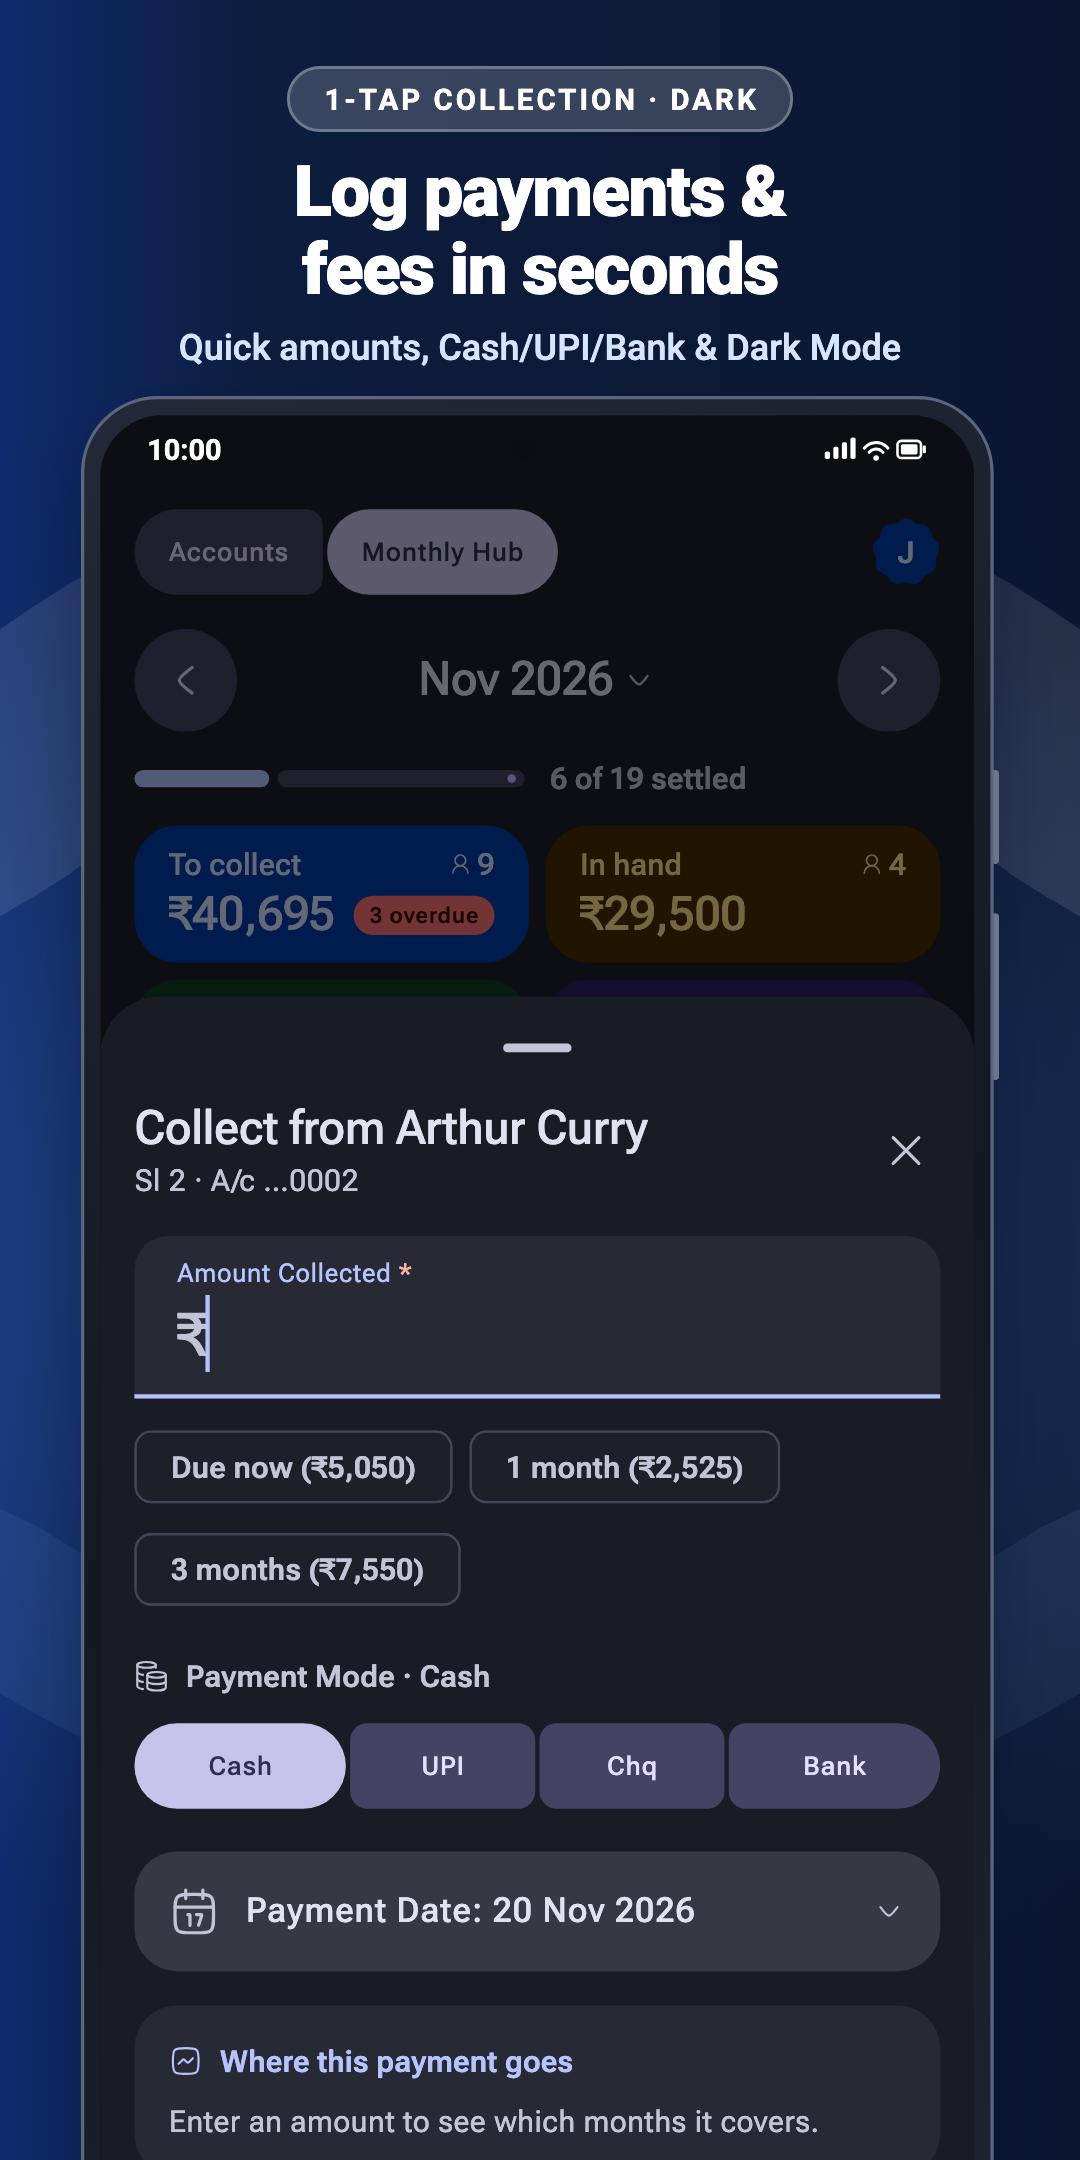 1-TAP COLLECTION · DARK
Log payments &
fees in seconds
Quick amounts, Cash/UPI/Bank & Dark Mode
10:00
Accounts
Monthly Hub
J
Nov 2026
6 of 19 settled
To collect
9
₹40,695
3 overdue
In hand
4
₹29,500
Collect from Arthur Curry
Sl 2 · A/c ...0002
Amount Collected *
₹
Due now (₹5,050)
1 month (₹2,525)
3 months (₹7,550)
Payment Mode · Cash
Cash
UPI
Chq
Bank
17
Payment Date: 20 Nov 2026
Where this payment goes
Enter an amount to see which months it covers.